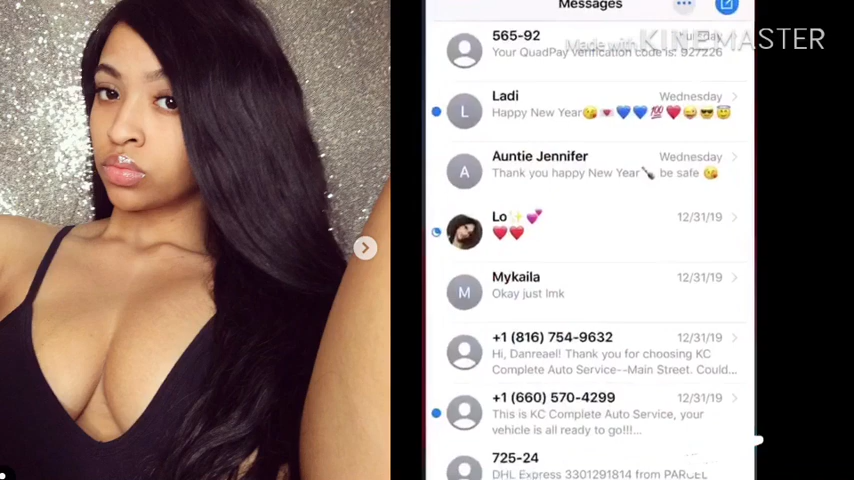 Messages
Made with KINEMASTER
565-92
Your QuadPay verification code is: 927226
Ladi
Wednesday
Happy New Year😘💌💙💙💯❤️😜😎😇
L
Auntie Jennifer
Wednesday
Thank you happy New Year🍾 be safe 😘
A
Lo✨💕
12/31/19
❤️❤️
Mykaila
12/31/19
Okay just lmk
M
+1 (816) 754-9632
12/31/19
Hi, Danreael! Thank you for choosing KC
Complete Auto Service--Main Street. Could...
+1 (660) 570-4299
12/31/19
This is KC Complete Auto Service, your
vehicle is all ready to go!!!...
725-24
DHL Express 3301291814 from PARCEL